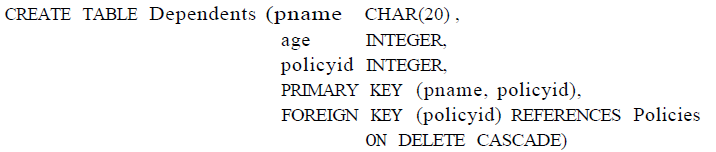 CREATE TABLE Dependents (pname CHAR(20) ,
age INTEGER,
policyid INTEGER,
PRIMARY KEY (pname, policyid),
FOREIGN KEY (policyid) REFERENCES Policies
ON DELETE CASCADE)